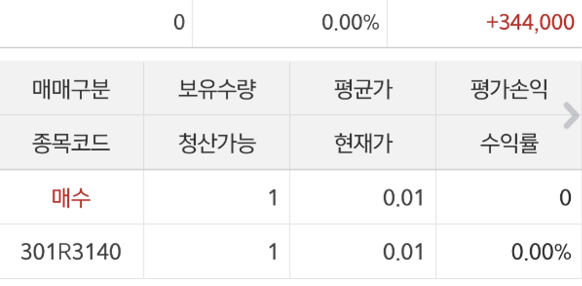 0 0.00% +344,000
매매구분 보유수량 평균가 평가손익
종목코드 청산가능 현재가 수익률
매수 1 0.01 0
301R3140 1 0.01 0.00%